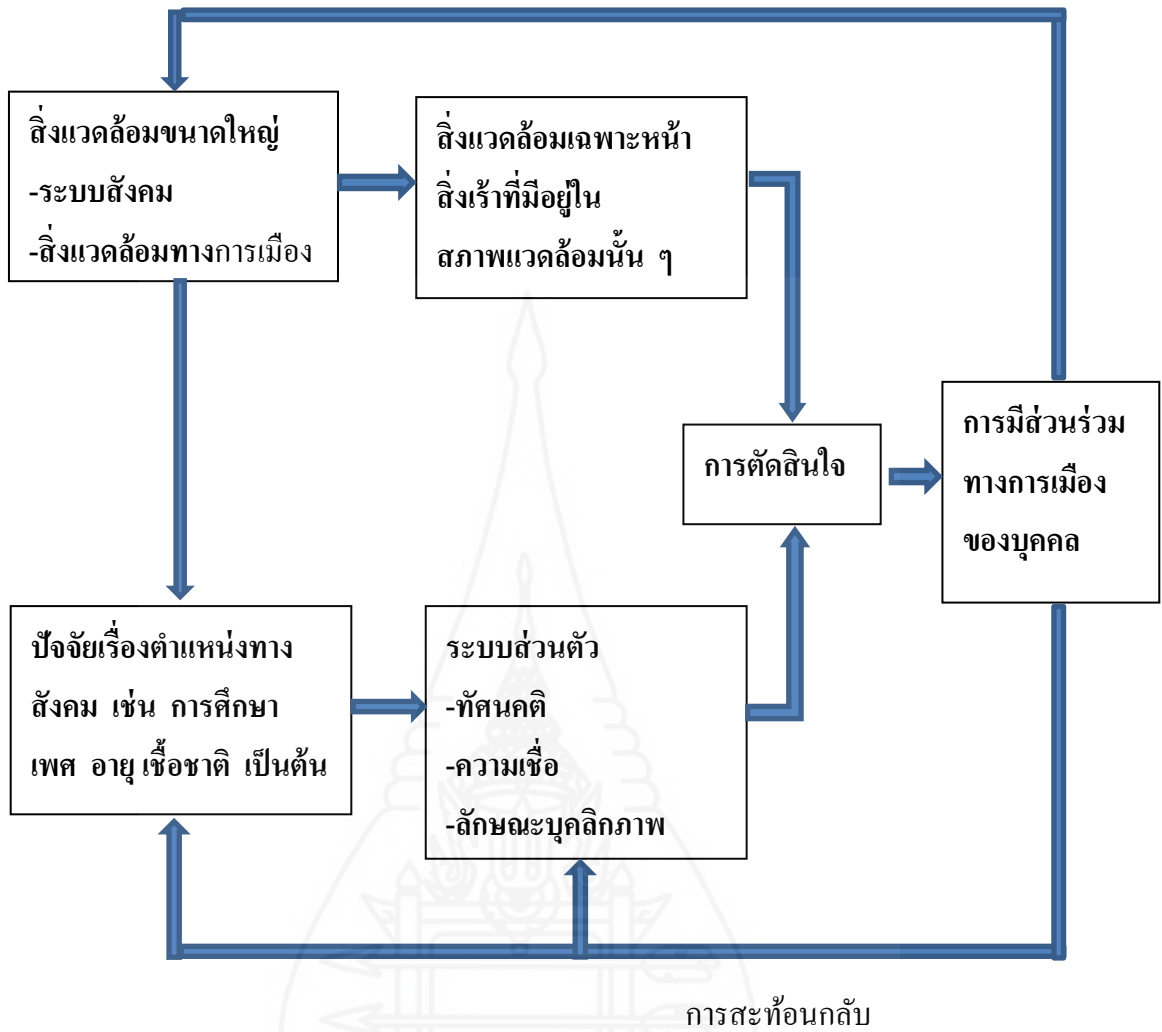 สิ่งแวดล้อมขนาดใหญ่
-ระบบสังคม
-สิ่งแวดล้อมทางการเมือง
สิ่งแวดล้อมเฉพาะหน้า
สิ่งเร้าที่มีอยู่ใน
สภาพแวดล้อมนั้น ๆ
การตัดสินใจ
การมีส่วนร่วม
ทางการเมือง
ของบุคคล
ปัจจัยเรื่องตำแหน่งทาง
สังคม เช่น การศึกษา
เพศ อายุ เชื้อชาติ เป็นต้น
ระบบส่วนตัว
-ทัศนคติ
-ความเชื่อ
-ลักษณะบุคลิกภาพ
การสะท้อนกลับ